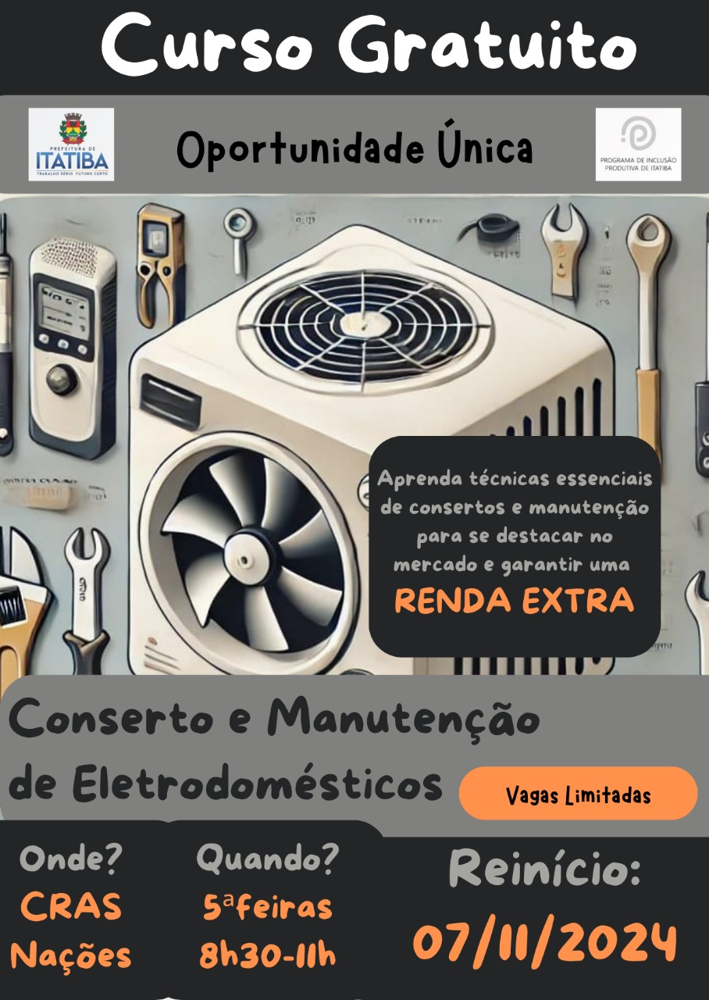 Curso Gratuito
PREFEITURA DE
ITATIBA
TRABALHO SÉRIO. FUTURO CERTO.
Oportunidade Única
PROGRAMA DE INCLUSÃO
PRODUTIVA DE ITATIBA
Aprenda técnicas essenciais
de consertos e manutenção
para se destacar no
mercado e garantir uma
RENDA EXTRA
Conserto e Manutenção
de Eletrodomésticos
Vagas Limitadas
Onde?
CRAS
Nações
Quando?
5ªfeiras
8h30-11h
Reinício:
07/11/2024